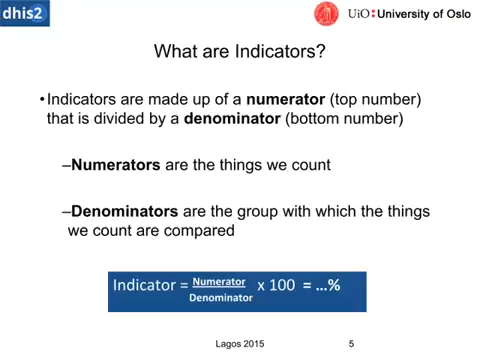 dhis2
UiO:University of Oslo
What are Indicators?
•Indicators are made up of a numerator (top number)
that is divided by a denominator (bottom number)
–Numerators are the things we count
–Denominators are the group with which the things
we count are compared
Indicator = Numerator x 100 = ...%
Denominator
Lagos 2015 5